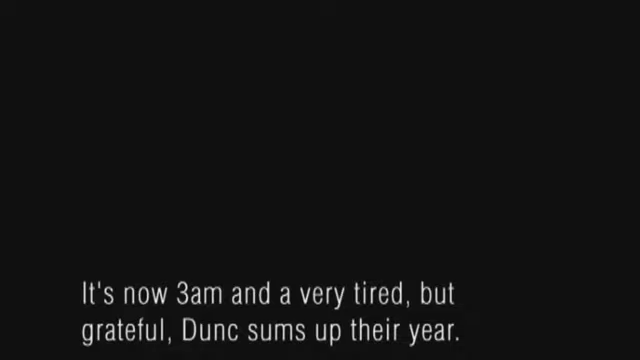 It's now 3am and a very tired, but
grateful, Dunc sums up their year.